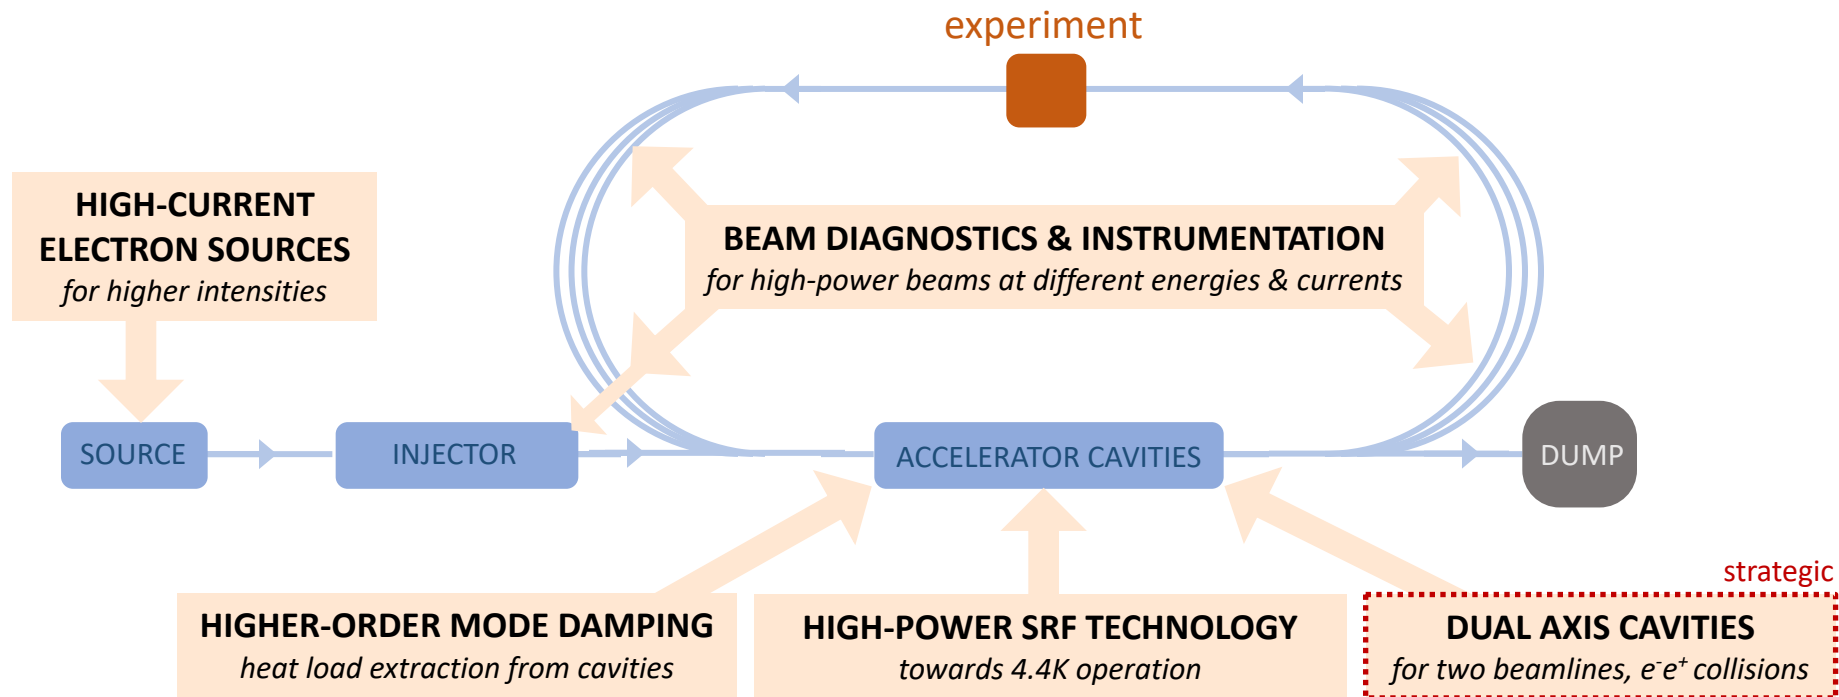 experiment
HIGH-CURRENT
ELECTRON SOURCES
for higher intensities
BEAM DIAGNOSTICS & INSTRUMENTATION
for high-power beams at different energies & currents
SOURCE
INJECTOR
ACCELERATOR CAVITIES
DUMP
strategic
HIGHER-ORDER MODE DAMPING
heat load extraction from cavities
HIGH-POWER SRF TECHNOLOGY
towards 4.4K operation
DUAL AXIS CAVITIES
for two beamlines, e⁻e⁺ collisions